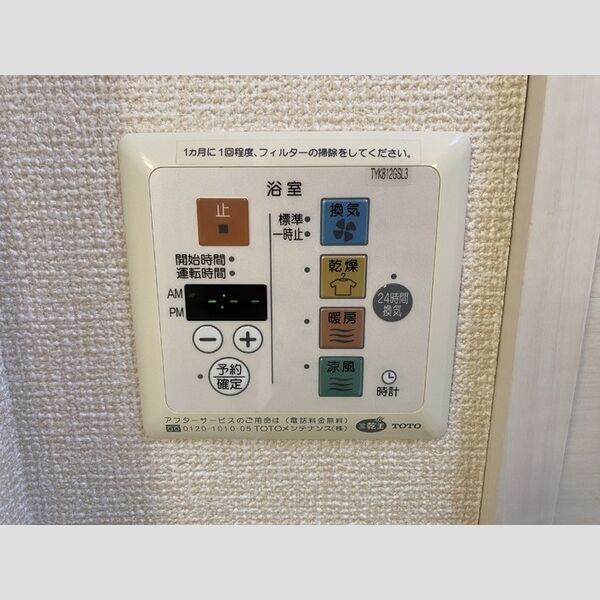 1カ月に1回程度、フィルターの掃除をしてください。
TYK812GSL3
浴室
止
標準
一時止
換気
開始時間
運転時間
乾燥
AM
PM
-:--
24時間
換気
暖房
予約
確定
涼風
時計
アフターサービスのご用命は（電話料金無料）
0120-1010-05 TOTOメンテナンス(株)
三乾王
TOTO